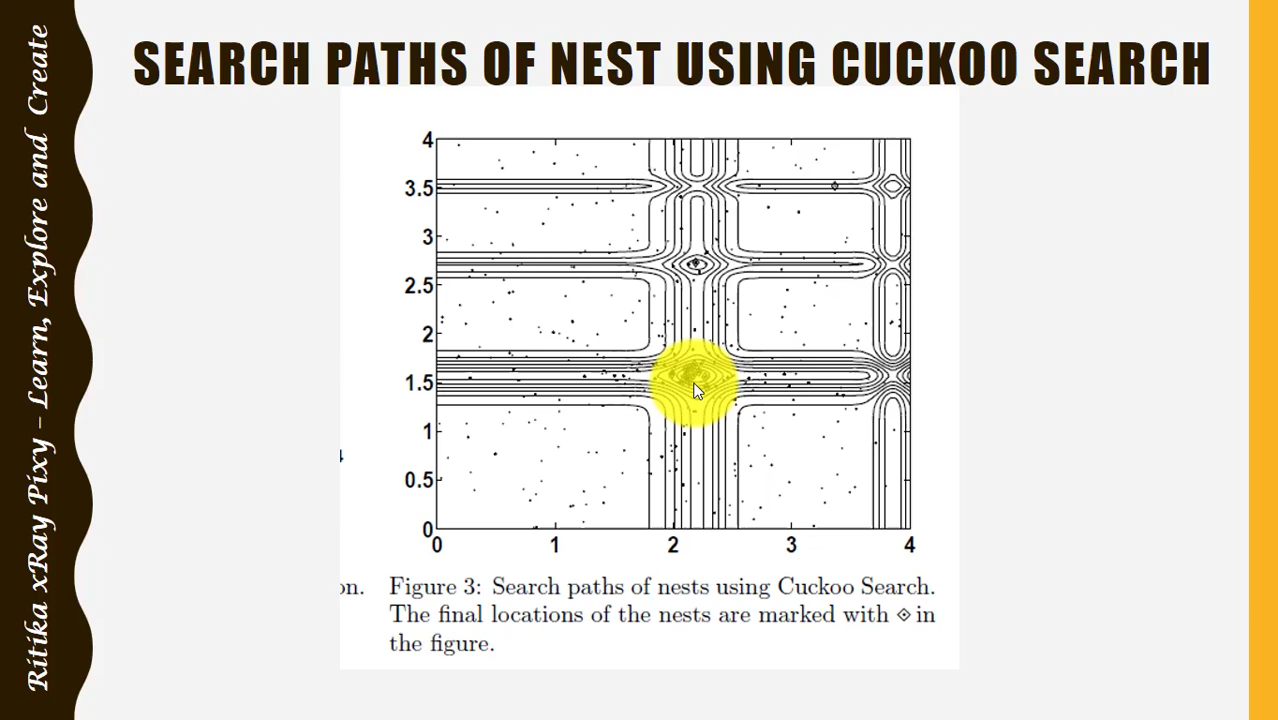 Ritika xRay Pixy – Learn, Explore and Create
SEARCH PATHS OF NEST USING CUCKOO SEARCH
4
3.5
3
2.5
2
1.5
1
0.5
0
0 1 2 3 4
on.
Figure 3: Search paths of nests using Cuckoo Search.
The final locations of the nests are marked with ⟐ in
the figure.